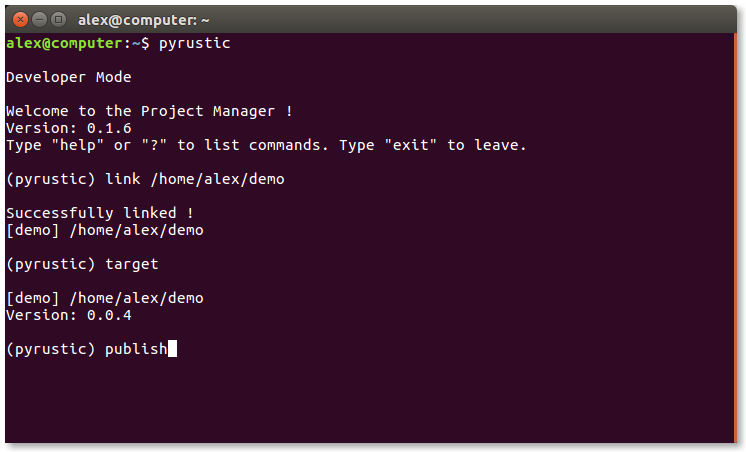 alex@computer: ~
alex@computer:~$ pyrustic
Developer Mode
Welcome to the Project Manager !
Version: 0.1.6
Type "help" or "?" to list commands. Type "exit" to leave.
(pyrustic) link /home/alex/demo
Successfully linked !
[demo] /home/alex/demo
(pyrustic) target
[demo] /home/alex/demo
Version: 0.0.4
(pyrustic) publish